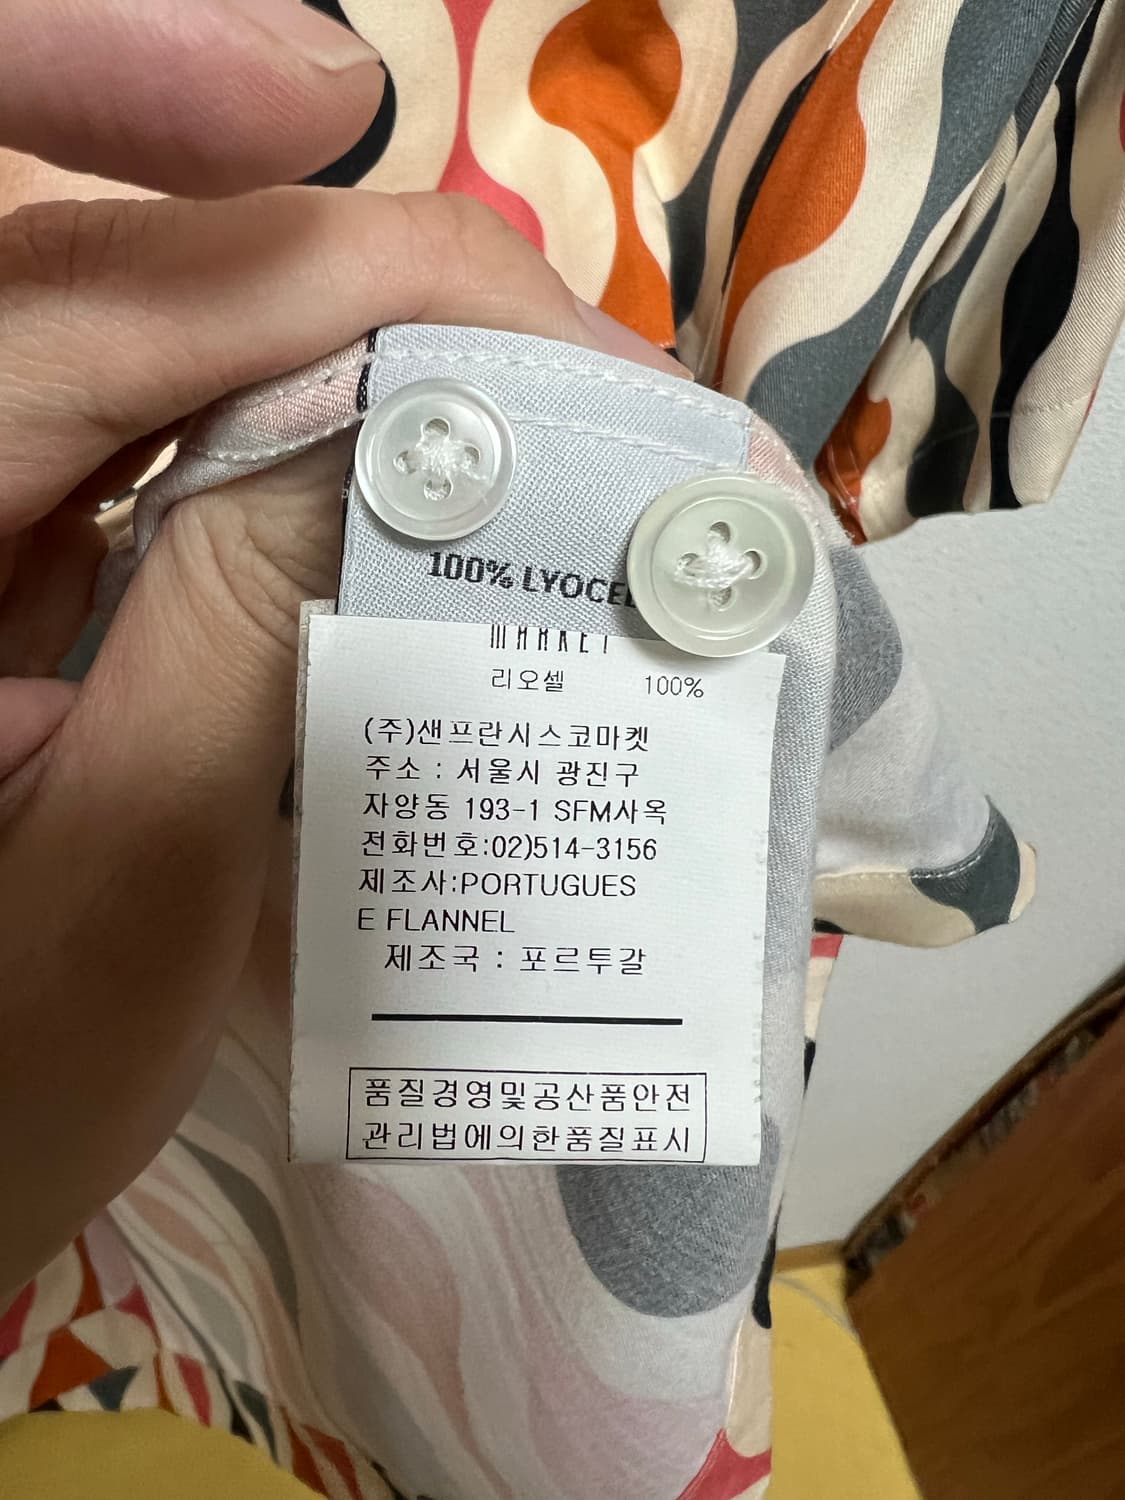 100% LYOCEL
MARKET
리오셀 100%
(주)샌프란시스코마켓
주소 : 서울시 광진구
자양동 193-1 SFM사옥
전화번호:02)514-3156
제조사:PORTUGUES
E FLANNEL
제조국 : 포르투갈
품질경영및공산품안전
관리법에의한품질표시